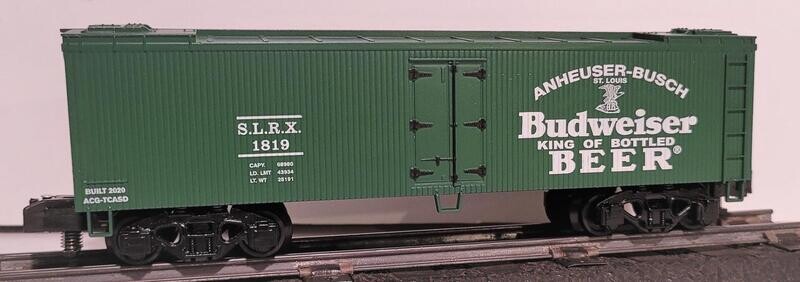 S.L.R.X.
1819
CAPY. 68960
LD. LMT 43934
LT. WT 25191
BUILT 2020
ACG-TCASD
ANHEUSER-BUSCH
ST. LOUIS
Budweiser
KING OF BOTTLED
BEER®